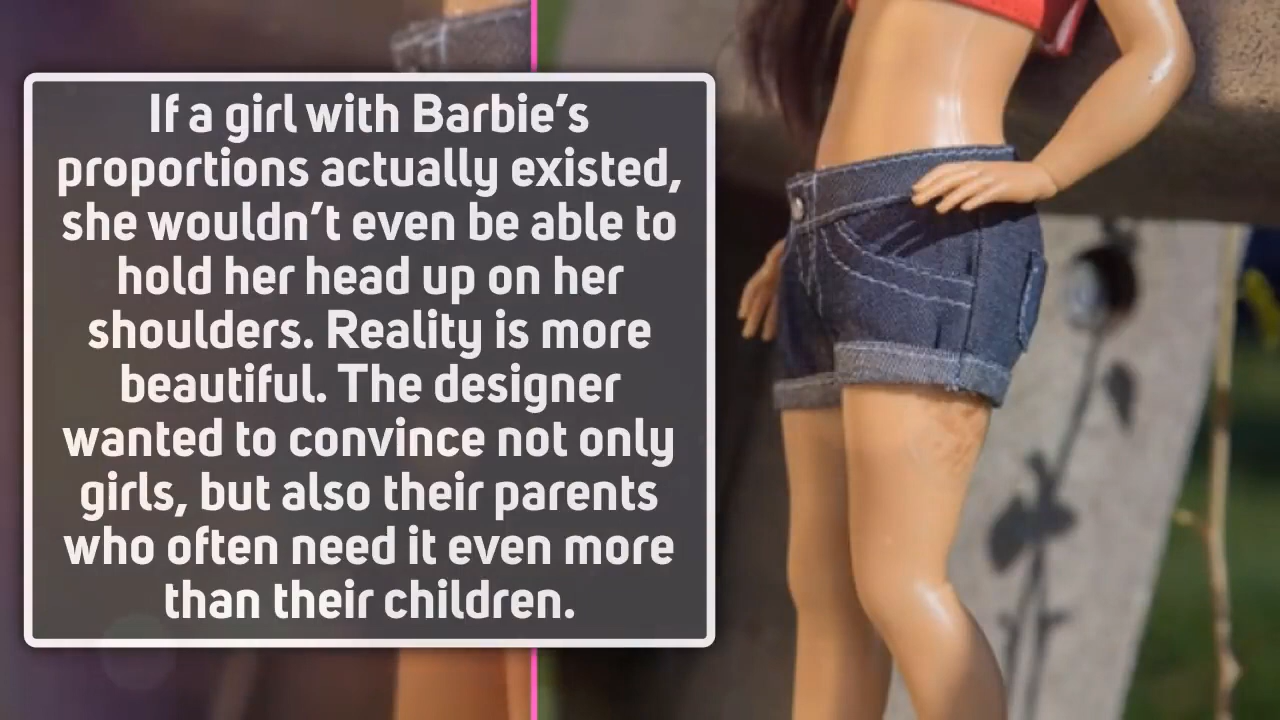 If a girl with Barbie’s
proportions actually existed,
she wouldn’t even be able to
hold her head up on her
shoulders. Reality is more
beautiful. The designer
wanted to convince not only
girls, but also their parents
who often need it even more
than their children.